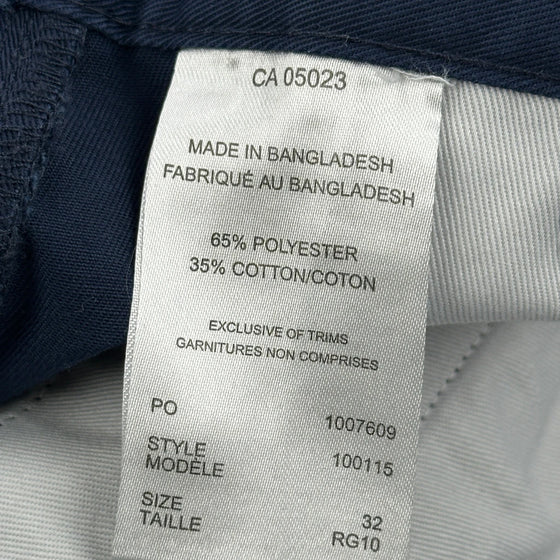 CA 05023
MADE IN BANGLADESH
FABRIQUÉ AU BANGLADESH
65% POLYESTER
35% COTTON/COTON
EXCLUSIVE OF TRIMS
GARNITURES NON COMPRISES
PO 1007609
STYLE
MODÈLE 100115
SIZE 32
TAILLE RG10